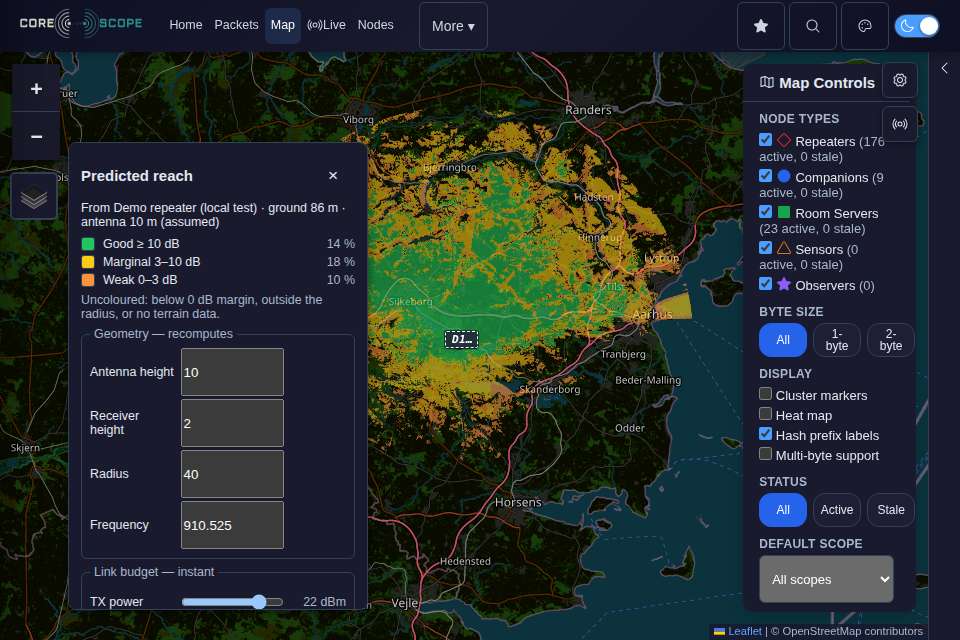 CORE SCOPE
Home Packets Map Live Nodes More ▾
+
−
Viborg
Randers
Bjerringbro
Hadsten
Hinnerup
Lystrup
Tilst
Silkeborg
Aarhus
Tranbjerg
Beder-Malling
Skanderborg
Odder
Skjern
Horsens
Hedensted
Vejle
D1…
Predicted reach ×
From Demo repeater (local test) · ground 86 m ·
antenna 10 m (assumed)
Good ≥ 10 dB 14 %
Marginal 3–10 dB 18 %
Weak 0–3 dB 10 %
Uncoloured: below 0 dB margin, outside the
radius, or no terrain data.
Geometry — recomputes
Antenna height 10
Receiver
height 2
Radius 40
Frequency 910.525
Link budget — instant
TX power 22 dBm
Map Controls
NODE TYPES
Repeaters (176
active, 0 stale)
Companions (9
active, 0 stale)
Room Servers
(23 active, 0 stale)
Sensors (0
active, 0 stale)
Observers (0)
BYTE SIZE
All 1-
byte 2-
byte
DISPLAY
Cluster markers
Heat map
Hash prefix labels
Multi-byte support
STATUS
All Active Stale
DEFAULT SCOPE
All scopes
Leaflet | © OpenStreetMap contributors